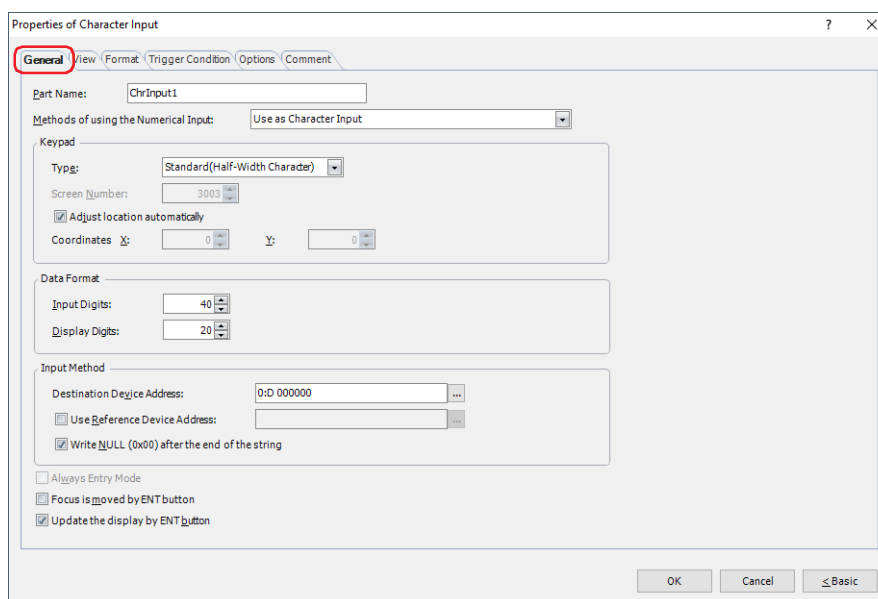 Properties of Character Input ? X
General View Format Trigger Condition Options Comment
Part Name: ChrInput1
Methods of using the Numerical Input: Use as Character Input
Keypad
Type: Standard(Half-Width Character)
Screen Number: 3003
Adjust location automatically
Coordinates X: 0 Y: 0
Data Format
Input Digits: 40
Display Digits: 20
Input Method
Destination Device Address: 0:D 000000 ...
Use Reference Device Address: ...
Write NULL (0x00) after the end of the string
Always Entry Mode
Focus is moved by ENT button
Update the display by ENT button
OK Cancel < Basic